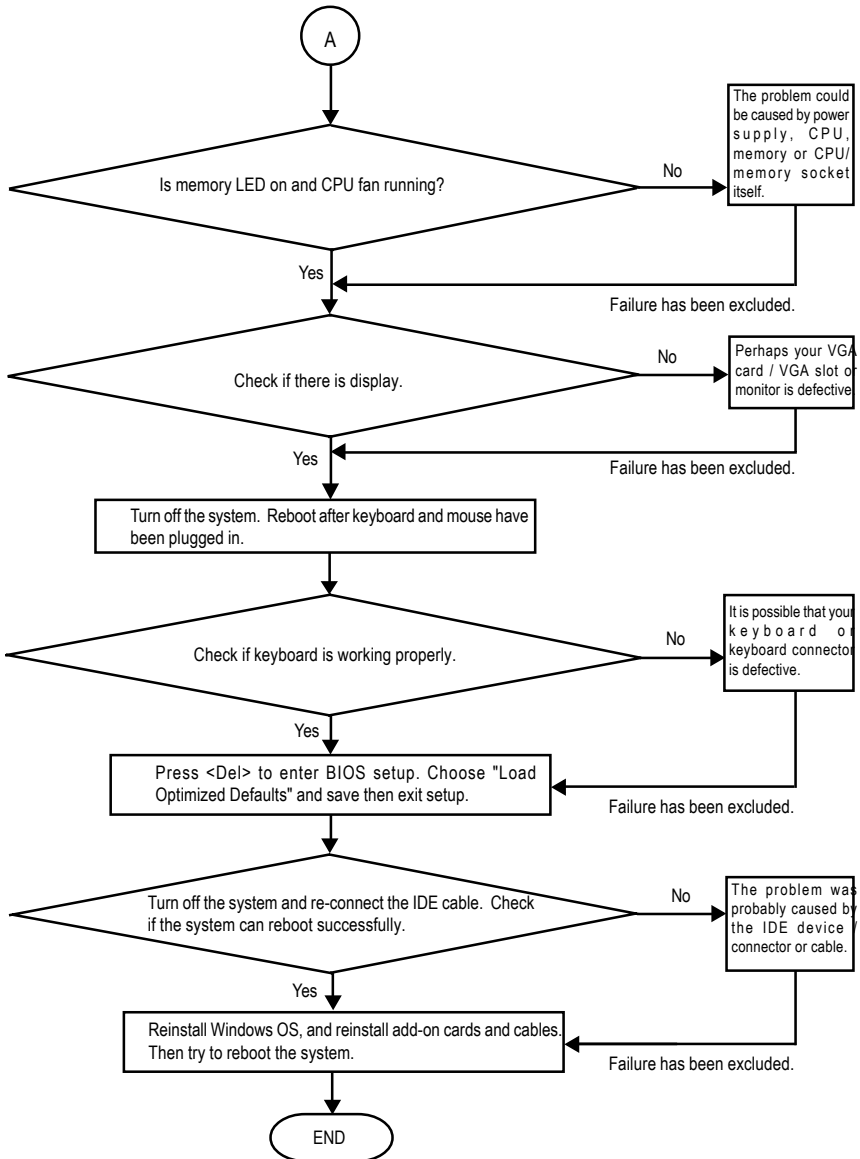 A
Is memory LED on and CPU fan running?
No
The problem could
be caused by power
supply, CPU,
memory or CPU/
memory socket
itself.
Yes
Failure has been excluded.
Check if there is display.
No
Perhaps your VGA
card / VGA slot or
monitor is defective.
Yes
Failure has been excluded.
Turn off the system. Reboot after keyboard and mouse have
been plugged in.
Check if keyboard is working properly.
No
It is possible that your
keyboard or
keyboard connector
is defective.
Yes
Press <Del> to enter BIOS setup. Choose "Load
Optimized Defaults" and save then exit setup.
Failure has been excluded.
Turn off the system and re-connect the IDE cable. Check
if the system can reboot successfully.
No
The problem was
probably caused by
the IDE device /
connector or cable.
Yes
Reinstall Windows OS, and reinstall add-on cards and cables.
Then try to reboot the system.
Failure has been excluded.
END